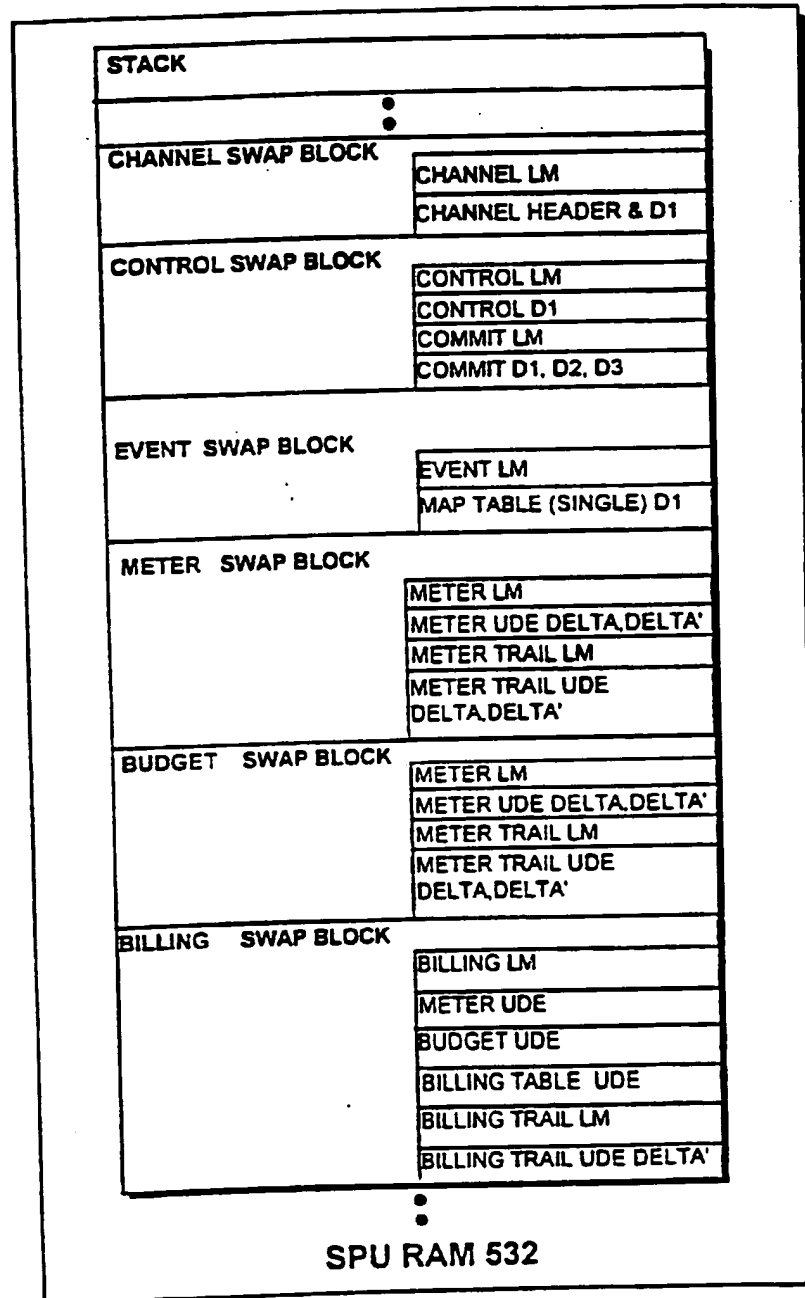 STACK
CHANNEL SWAP BLOCK
CHANNEL LM
CHANNEL HEADER & D1
CONTROL SWAP BLOCK
CONTROL LM
CONTROL D1
COMMIT LM
COMMIT D1, D2, D3
EVENT SWAP BLOCK
EVENT LM
MAP TABLE (SINGLE) D1
METER SWAP BLOCK
METER LM
METER UDE DELTA,DELTA'
METER TRAIL LM
METER TRAIL UDE
DELTA,DELTA'
BUDGET SWAP BLOCK
METER LM
METER UDE DELTA,DELTA'
METER TRAIL LM
METER TRAIL UDE
DELTA,DELTA'
BILLING SWAP BLOCK
BILLING LM
METER UDE
BUDGET UDE
BILLING TABLE UDE
BILLING TRAIL LM
BILLING TRAIL UDE DELTA'
SPU RAM 532